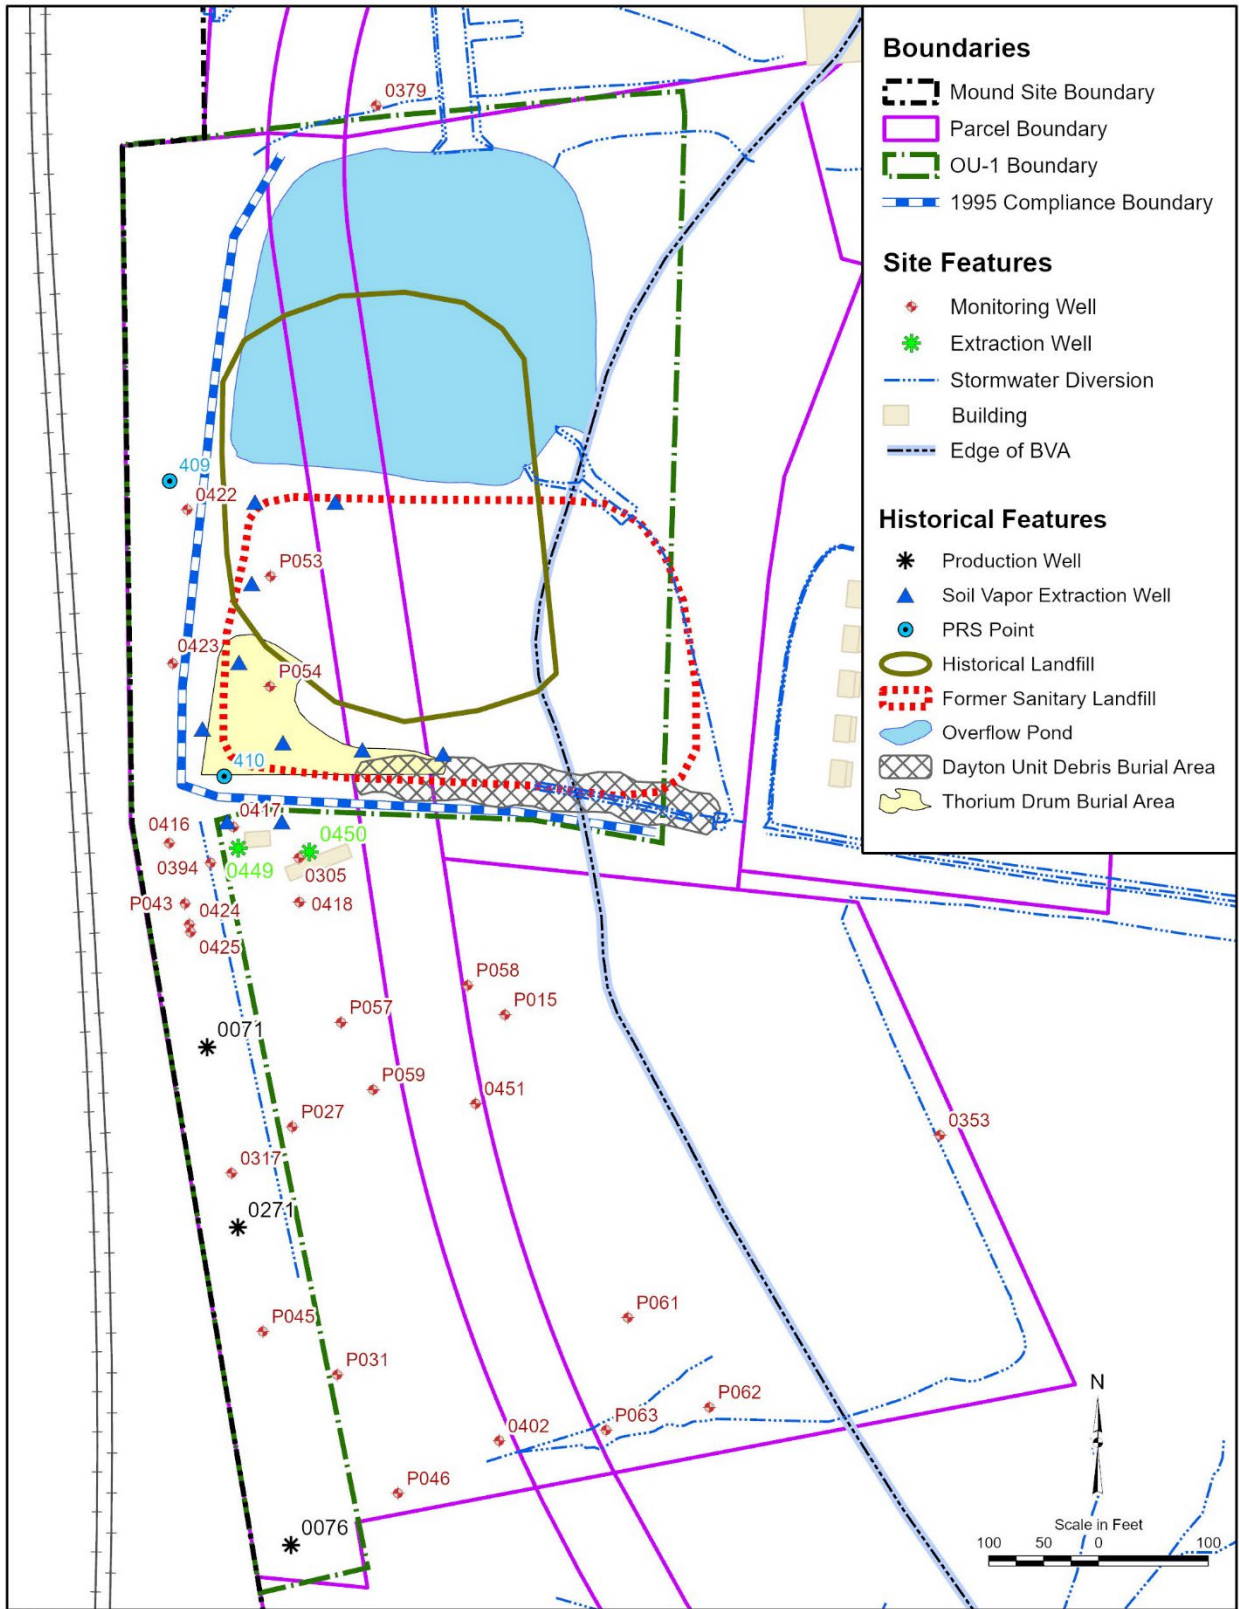 Boundaries
Mound Site Boundary
Parcel Boundary
OU-1 Boundary
1995 Compliance Boundary
Site Features
Monitoring Well
Extraction Well
Stormwater Diversion
Building
Edge of BVA
Historical Features
Production Well
Soil Vapor Extraction Well
PRS Point
Historical Landfill
Former Sanitary Landfill
Overflow Pond
Dayton Unit Debris Burial Area
Thorium Drum Burial Area
0379
409
0422
P053
0423
P054
410
0417
0416
0450
0394
0449
0305
P043
0418
0424
0425
P058
P015
P057
0071
P059
0451
P027
0353
0317
0271
P045
P061
P031
P062
P063
0402
P046
0076
N
Scale in Feet
100 50 0 100